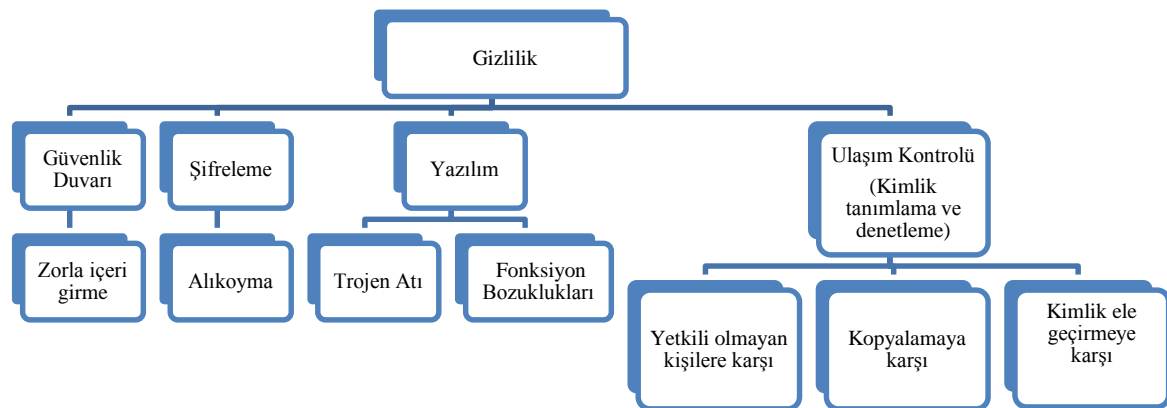 Gizlilik
Güvenlik
Duvarı
Şifreleme
Yazılım
Ulaşım Kontrolü
(Kimlik
tanımlama ve
denetleme)
Zorla içeri
girme
Alıkoyma
Trojen Atı
Fonksiyon
Bozuklukları
Yetkili olmayan
kişilere karşı
Kopyalamaya
karşı
Kimlik ele
geçirmeye
karşı